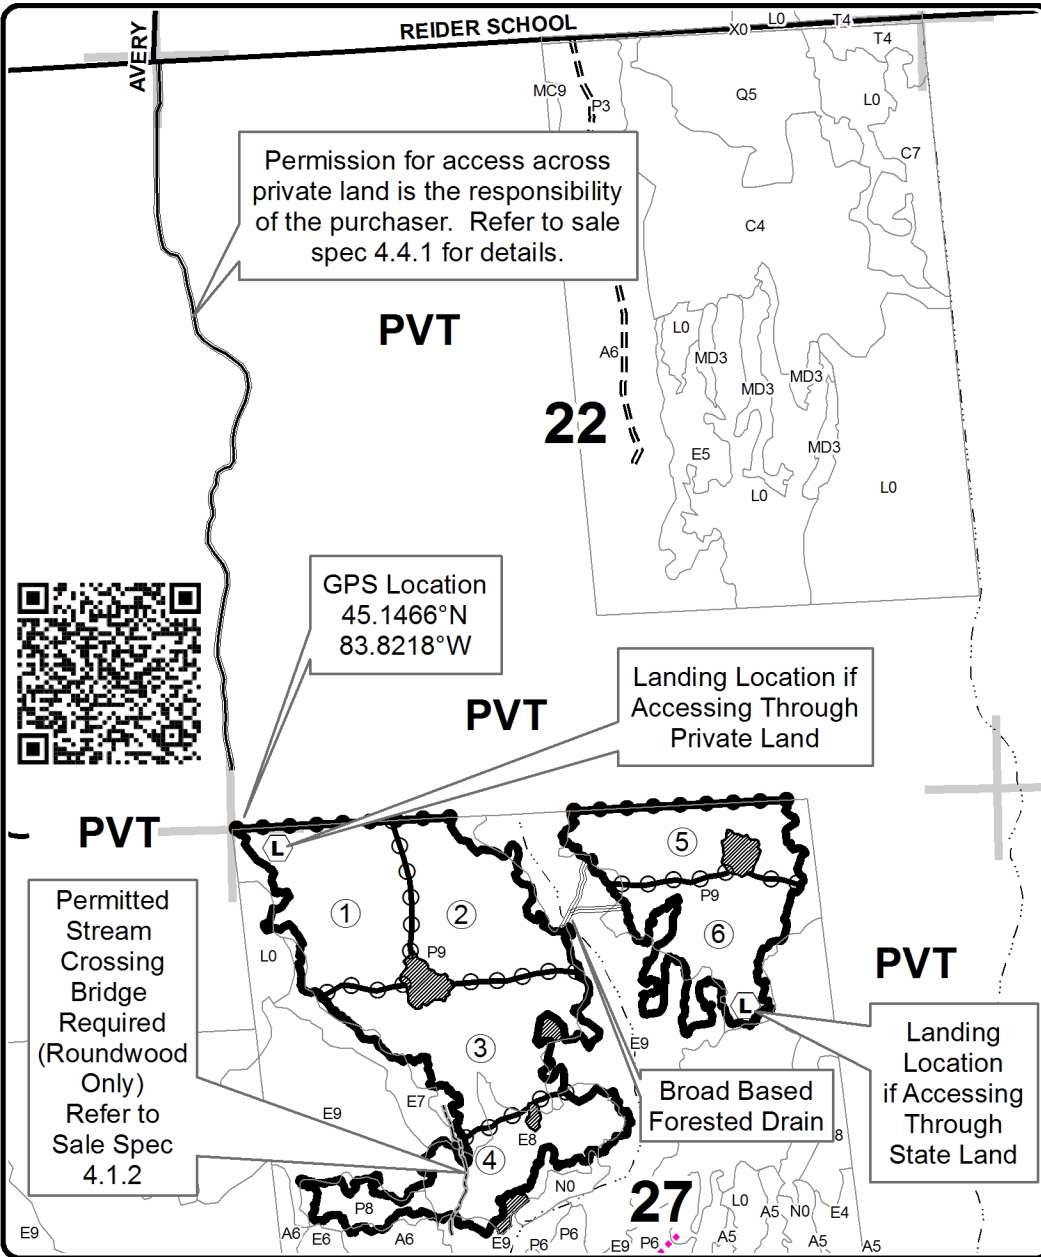 REIDER SCHOOL
AVERY
X0
L0
T4
T4
MC9
P3
Q5
L0
C7
Permission for access across
private land is the responsibility
of the purchaser. Refer to sale
spec 4.4.1 for details.
C4
PVT
L0
A6
MD3
MD3
MD3
22
MD3
E5
L0
L0
GPS Location
45.1466°N
83.8218°W
PVT
Landing Location if
Accessing Through
Private Land
PVT
L
5
P9
1
2
6
P9
L0
PVT
L
Permitted
Stream
Crossing
Bridge
Required
(Roundwood
Only)
Refer to
Sale Spec
4.1.2
3
E9
Landing
Location
if Accessing
Through
State Land
Broad Based
Forested Drain
E7
E9
E8
8
4
N0
27
P8
L0
A5
N0
E4
E9
A6
E6
A6
E9
P6
P6
E9
P6
A5
A5
A5